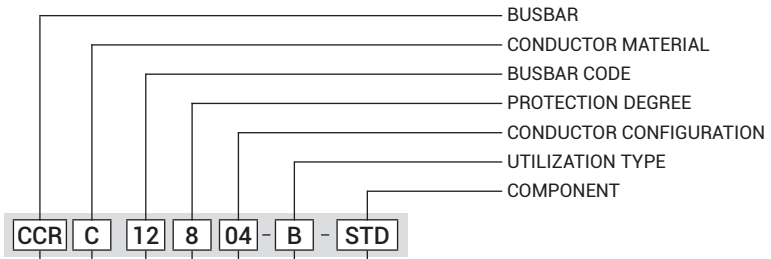 BUSBAR
CONDUCTOR MATERIAL
BUSBAR CODE
PROTECTION DEGREE
CONDUCTOR CONFIGURATION
UTILIZATION TYPE
COMPONENT
CCR C 12 8 04 - B - STD